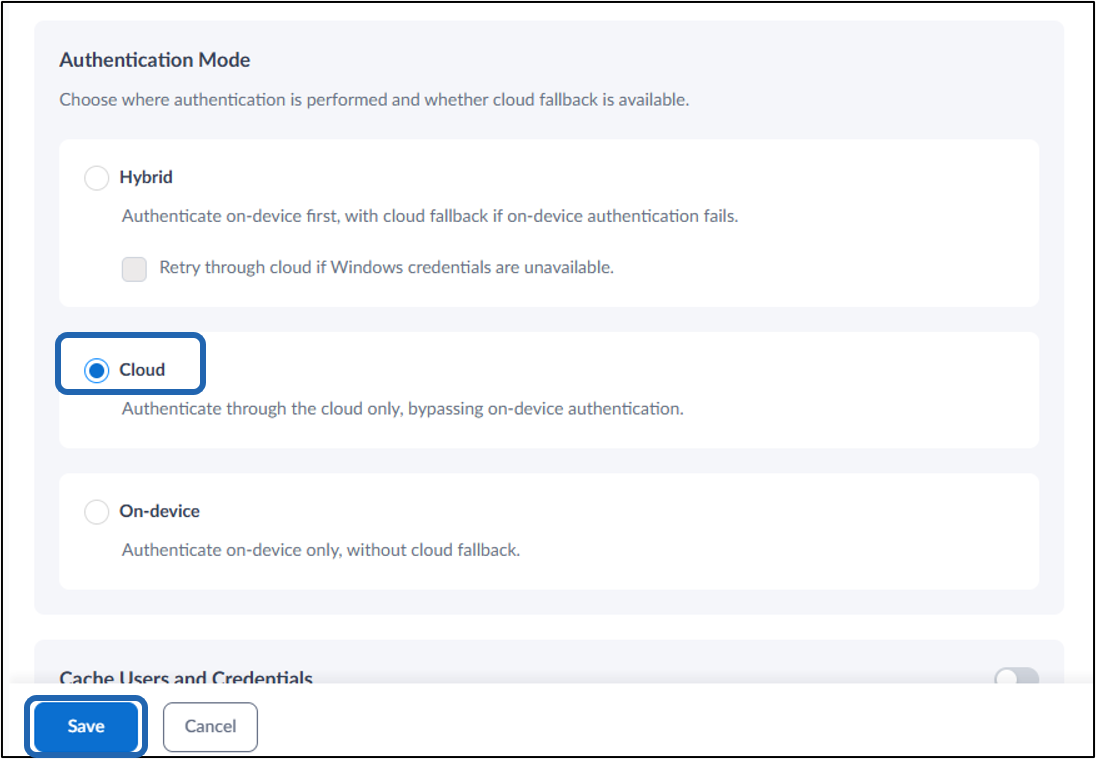 Authentication Mode
Choose where authentication is performed and whether cloud fallback is available.
Hybrid
Authenticate on-device first, with cloud fallback if on-device authentication fails.
Retry through cloud if Windows credentials are unavailable.
Cloud
Authenticate through the cloud only, bypassing on-device authentication.
On-device
Authenticate on-device only, without cloud fallback.
Cache Users and Credentials
Save
Cancel